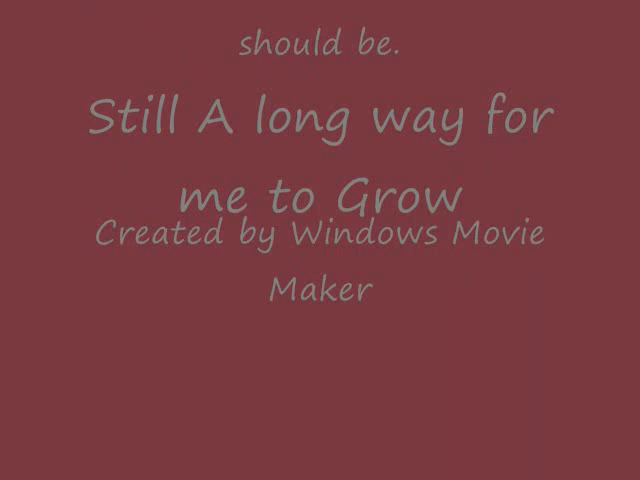 should be.
Still A long way for
me to Grow
Created by Windows Movie
Maker